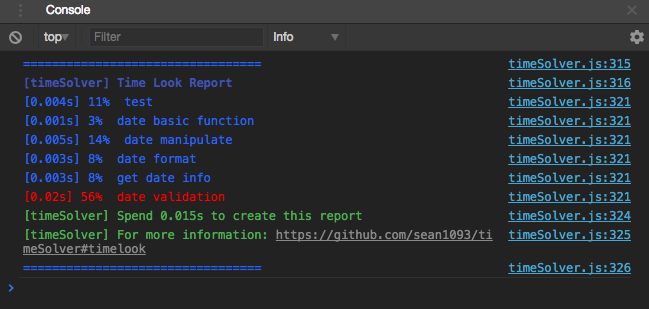 Console
top Filter Info
=============================== timeSolver.js:315
[timeSolver] Time Look Report timeSolver.js:316
[0.004s] 11%  test timeSolver.js:321
[0.001s] 3%  date basic function timeSolver.js:321
[0.005s] 14%  date manipulate timeSolver.js:321
[0.003s] 8%  date format timeSolver.js:321
[0.003s] 8%  get date info timeSolver.js:321
[0.02s] 56%  date validation timeSolver.js:321
[timeSolver] Spend 0.015s to create this report timeSolver.js:324
[timeSolver] For more information: https://github.com/sean1093/ti timeSolver.js:325
meSolver#timelook
=============================== timeSolver.js:326
>